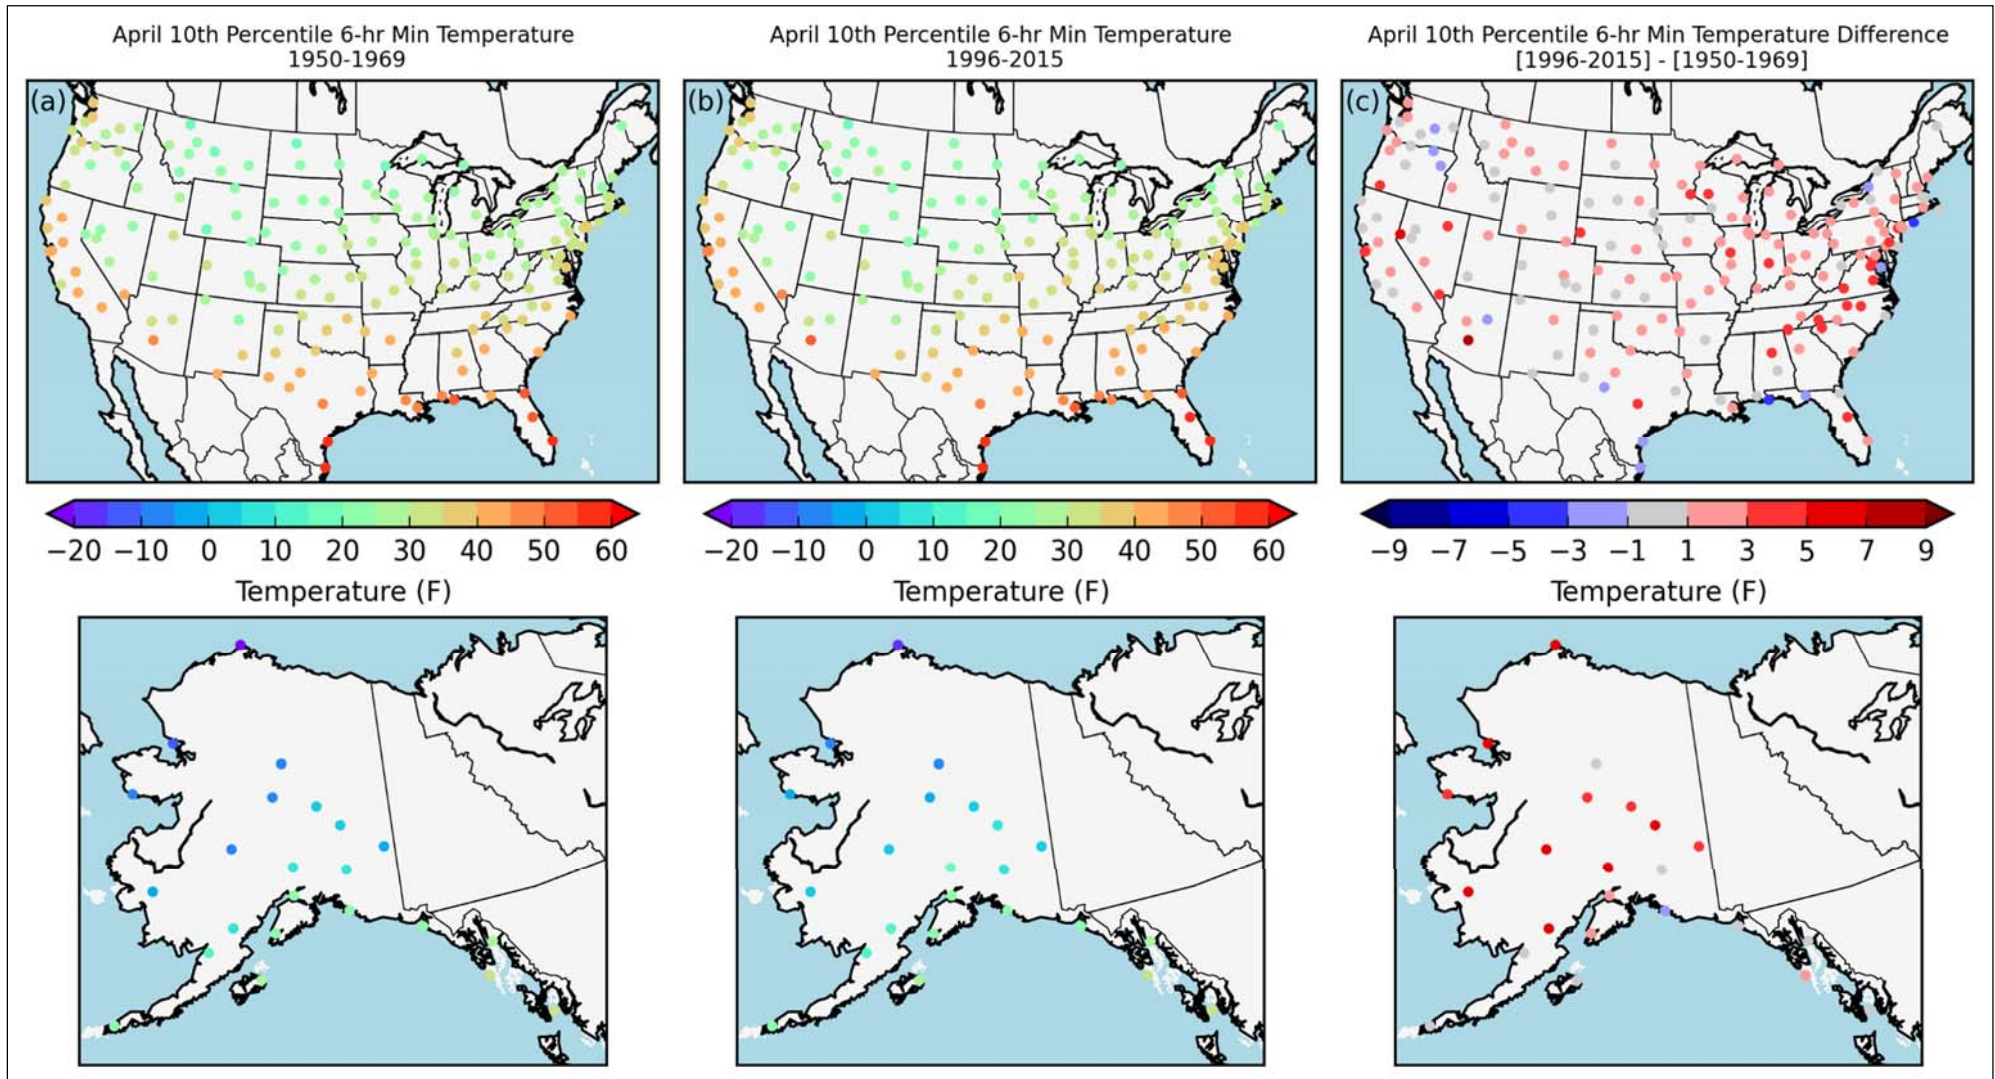 April 10th Percentile 6-hr Min Temperature
1950-1969
April 10th Percentile 6-hr Min Temperature
1996-2015
April 10th Percentile 6-hr Min Temperature Difference
[1996-2015] - [1950-1969]
(a)
(b)
(c)
−20 −10 0 10 20 30 40 50 60
Temperature (F)
−20 −10 0 10 20 30 40 50 60
Temperature (F)
−9 −7 −5 −3 −1 1 3 5 7 9
Temperature (F)